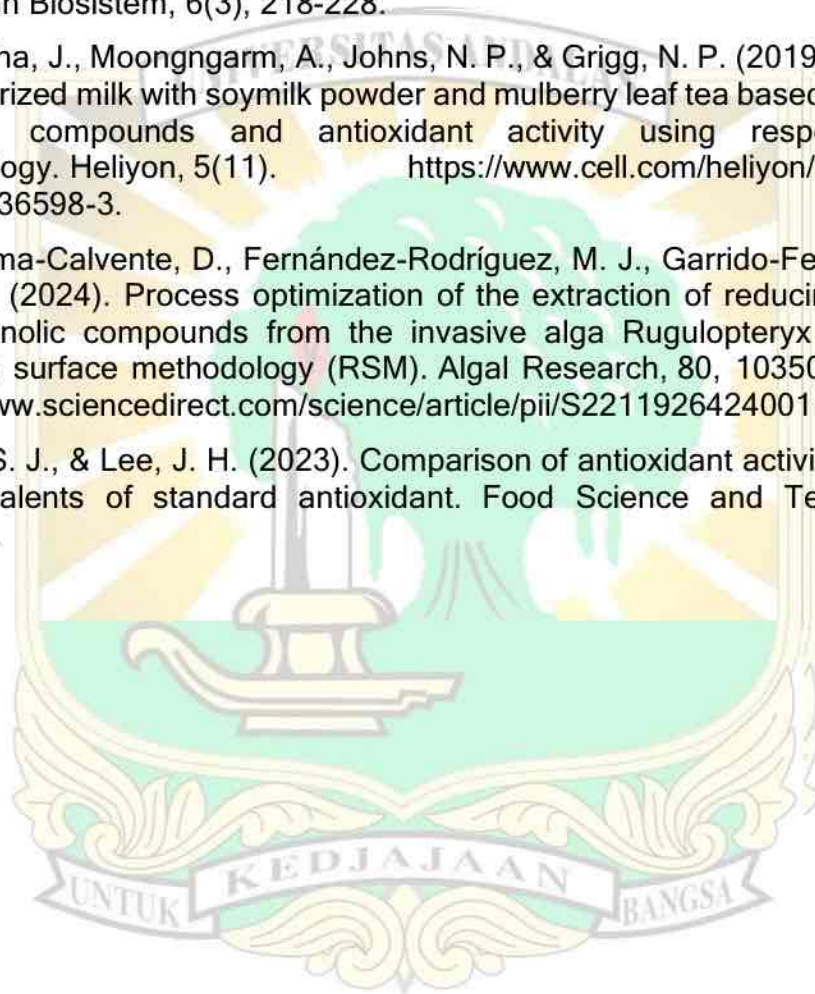 n Biosistem, 6(3), 218-228.
na, J., Moongngarm, A., Johns, N. P., & Grigg, N. P. (2019
rized milk with soymilk powder and mulberry leaf tea based
compounds and antioxidant activity using resp
ogy. Heliyon, 5(11). https://www.cell.com/heliyon/
36598-3.
ma-Calvente, D., Fernández-Rodríguez, M. J., Garrido-Fe
(2024). Process optimization of the extraction of reducin
nolic compounds from the invasive alga Rugulopteryx
surface methodology (RSM). Algal Research, 80, 10350
ww.sciencedirect.com/science/article/pii/S2211926424001
S. J., & Lee, J. H. (2023). Comparison of antioxidant activi
alents of standard antioxidant. Food Science and Te
UNIVERSITAS ANDALAS
UNTUK KEDJAJAAN BANGSA